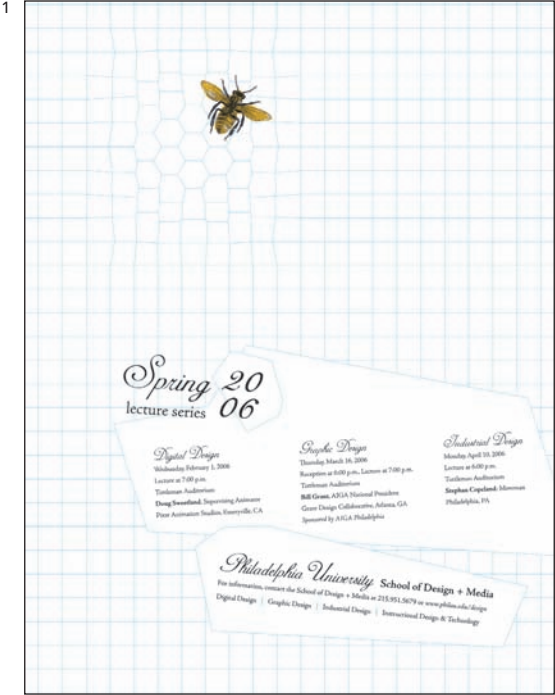 1
Spring 20
lecture series 06
Digital Design
Wednesday, February 1, 2006
Lecture at 7:00 p.m.
Tuttleman Auditorium
Doug Sweetland, Supervising Animator
Pixar Animation Studios, Emeryville, CA
Graphic Design
Thursday, March 16, 2006
Reception at 6:00 p.m., Lecture at 7:00 p.m.
Tuttleman Auditorium
Bill Grant, AIGA National President
Grant Design Collaborative, Atlanta, GA
Sponsored by AIGA Philadelphia
Industrial Design
Monday, April 10, 2006
Lecture at 6:00 p.m.
Tuttleman Auditorium
Stephan Copeland,
Philadelphia, PA
Philadelphia University School of Design + Media
For information, contact the School of Design + Media at 215.951.5679 or www.philau.edu/design
Digital Design | Graphic Design | Industrial Design | Instructional Design & Technology